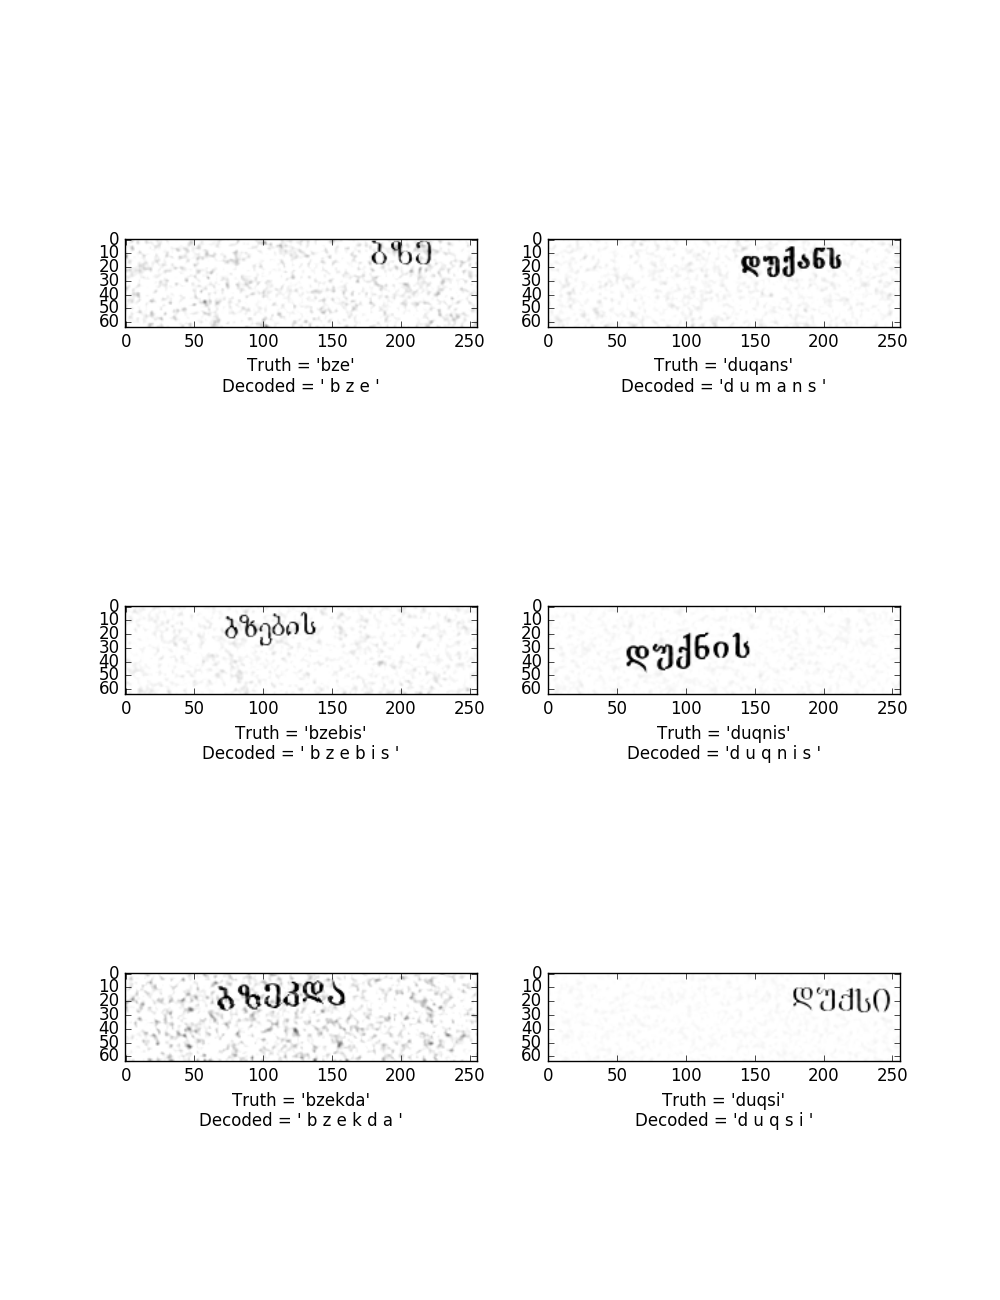 0
10
20
30
40
50
60
ბზე
0 50 100 150 200 250
Truth = 'bze'
Decoded = ' b z e '
0
10
20
30
40
50
60
დუქანს
0 50 100 150 200 250
Truth = 'duqans'
Decoded = 'd u m a n s '
0
10
20
30
40
50
60
ბზების
0 50 100 150 200 250
Truth = 'bzebis'
Decoded = ' b z e b i s '
0
10
20
30
40
50
60
დუქნის
0 50 100 150 200 250
Truth = 'duqnis'
Decoded = 'd u q n i s '
0
10
20
30
40
50
60
ბზეკდა
0 50 100 150 200 250
Truth = 'bzekda'
Decoded = ' b z e k d a '
0
10
20
30
40
50
60
დუქსი
0 50 100 150 200 250
Truth = 'duqsi'
Decoded = 'd u q s i '